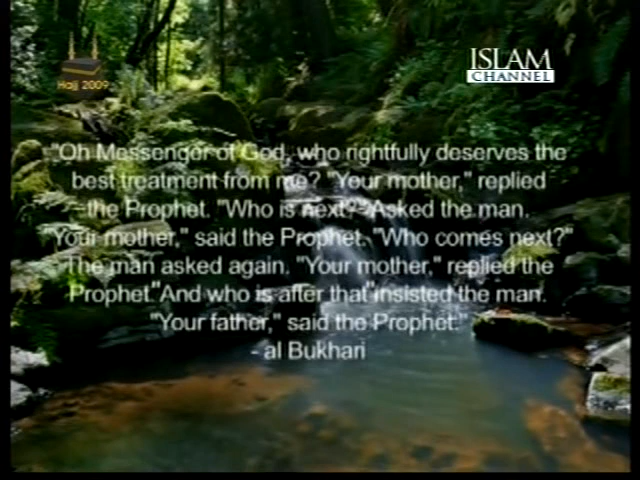 Hajj 2009
ISLAM
CHANNEL
"Oh Messenger of God, who rightfully deserves the
best treatment from me? "Your mother," replied
the Prophet. "Who is next?" Asked the man.
"Your mother," said the Prophet. "Who comes next?"
The man asked again. "Your mother," replied the
Prophet."And who is after that"insisted the man.
"Your father," said the Prophet."
- al Bukhari